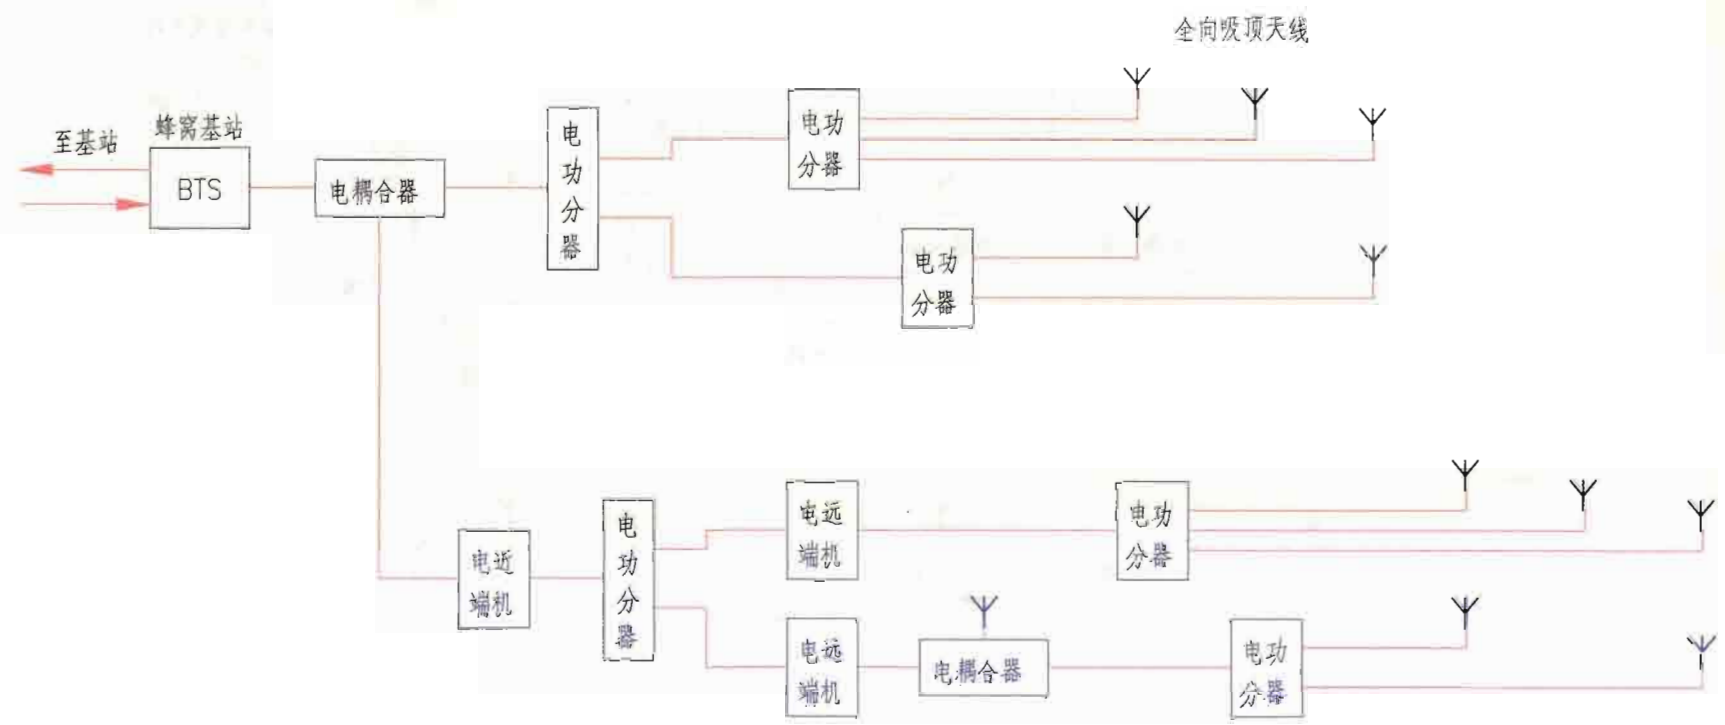 全向吸顶天线
至基站
蜂窝基站
BTS
电耦合器
电
功
分
器
电功
分器
电功
分器
电近
端机
电
功
分
器
电远
端机
电功
分器
电远
端机
电耦合器
电功
分器